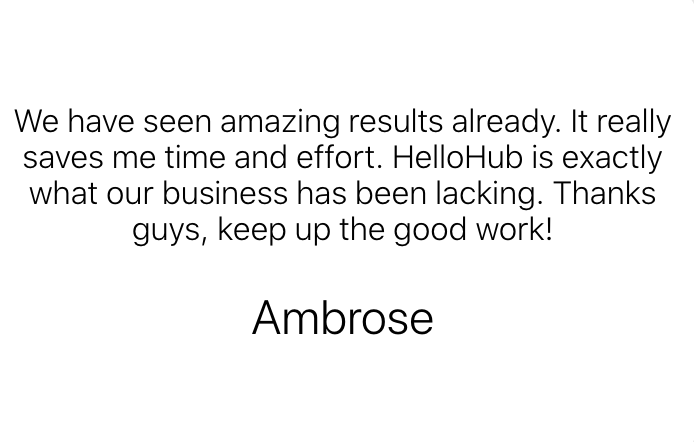 We have seen amazing results already. It really
saves me time and effort. HelloHub is exactly
what our business has been lacking. Thanks
guys, keep up the good work!
Ambrose